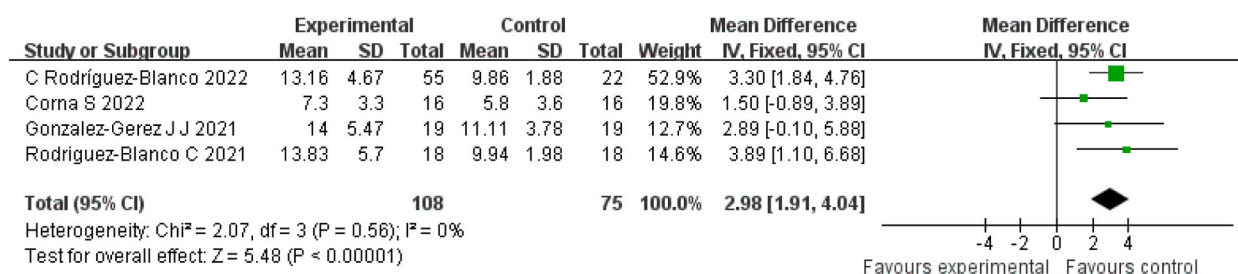 Experimental Control Mean Difference Mean Difference
Study or Subgroup Mean SD Total Mean SD Total Weight IV, Fixed, 95% CI IV, Fixed, 95% CI
C Rodríguez-Blanco 2022 13.16 4.67 55 9.86 1.88 22 52.9% 3.30 [1.84, 4.76]
Corna S 2022 7.3 3.3 16 5.8 3.6 16 19.8% 1.50 [-0.89, 3.89]
Gonzalez-Gerez J J 2021 14 5.47 19 11.11 3.78 19 12.7% 2.89 [-0.10, 5.88]
Rodriguez-Blanco C 2021 13.83 5.7 18 9.94 1.98 18 14.6% 3.89 [1.10, 6.68]
Total (95% CI) 108 75 100.0% 2.98 [1.91, 4.04]
Heterogeneity: Chi² = 2.07, df = 3 (P = 0.56); I² = 0%
Test for overall effect: Z = 5.48 (P < 0.00001)
-4 -2 0 2 4
Favours experimental Favours control